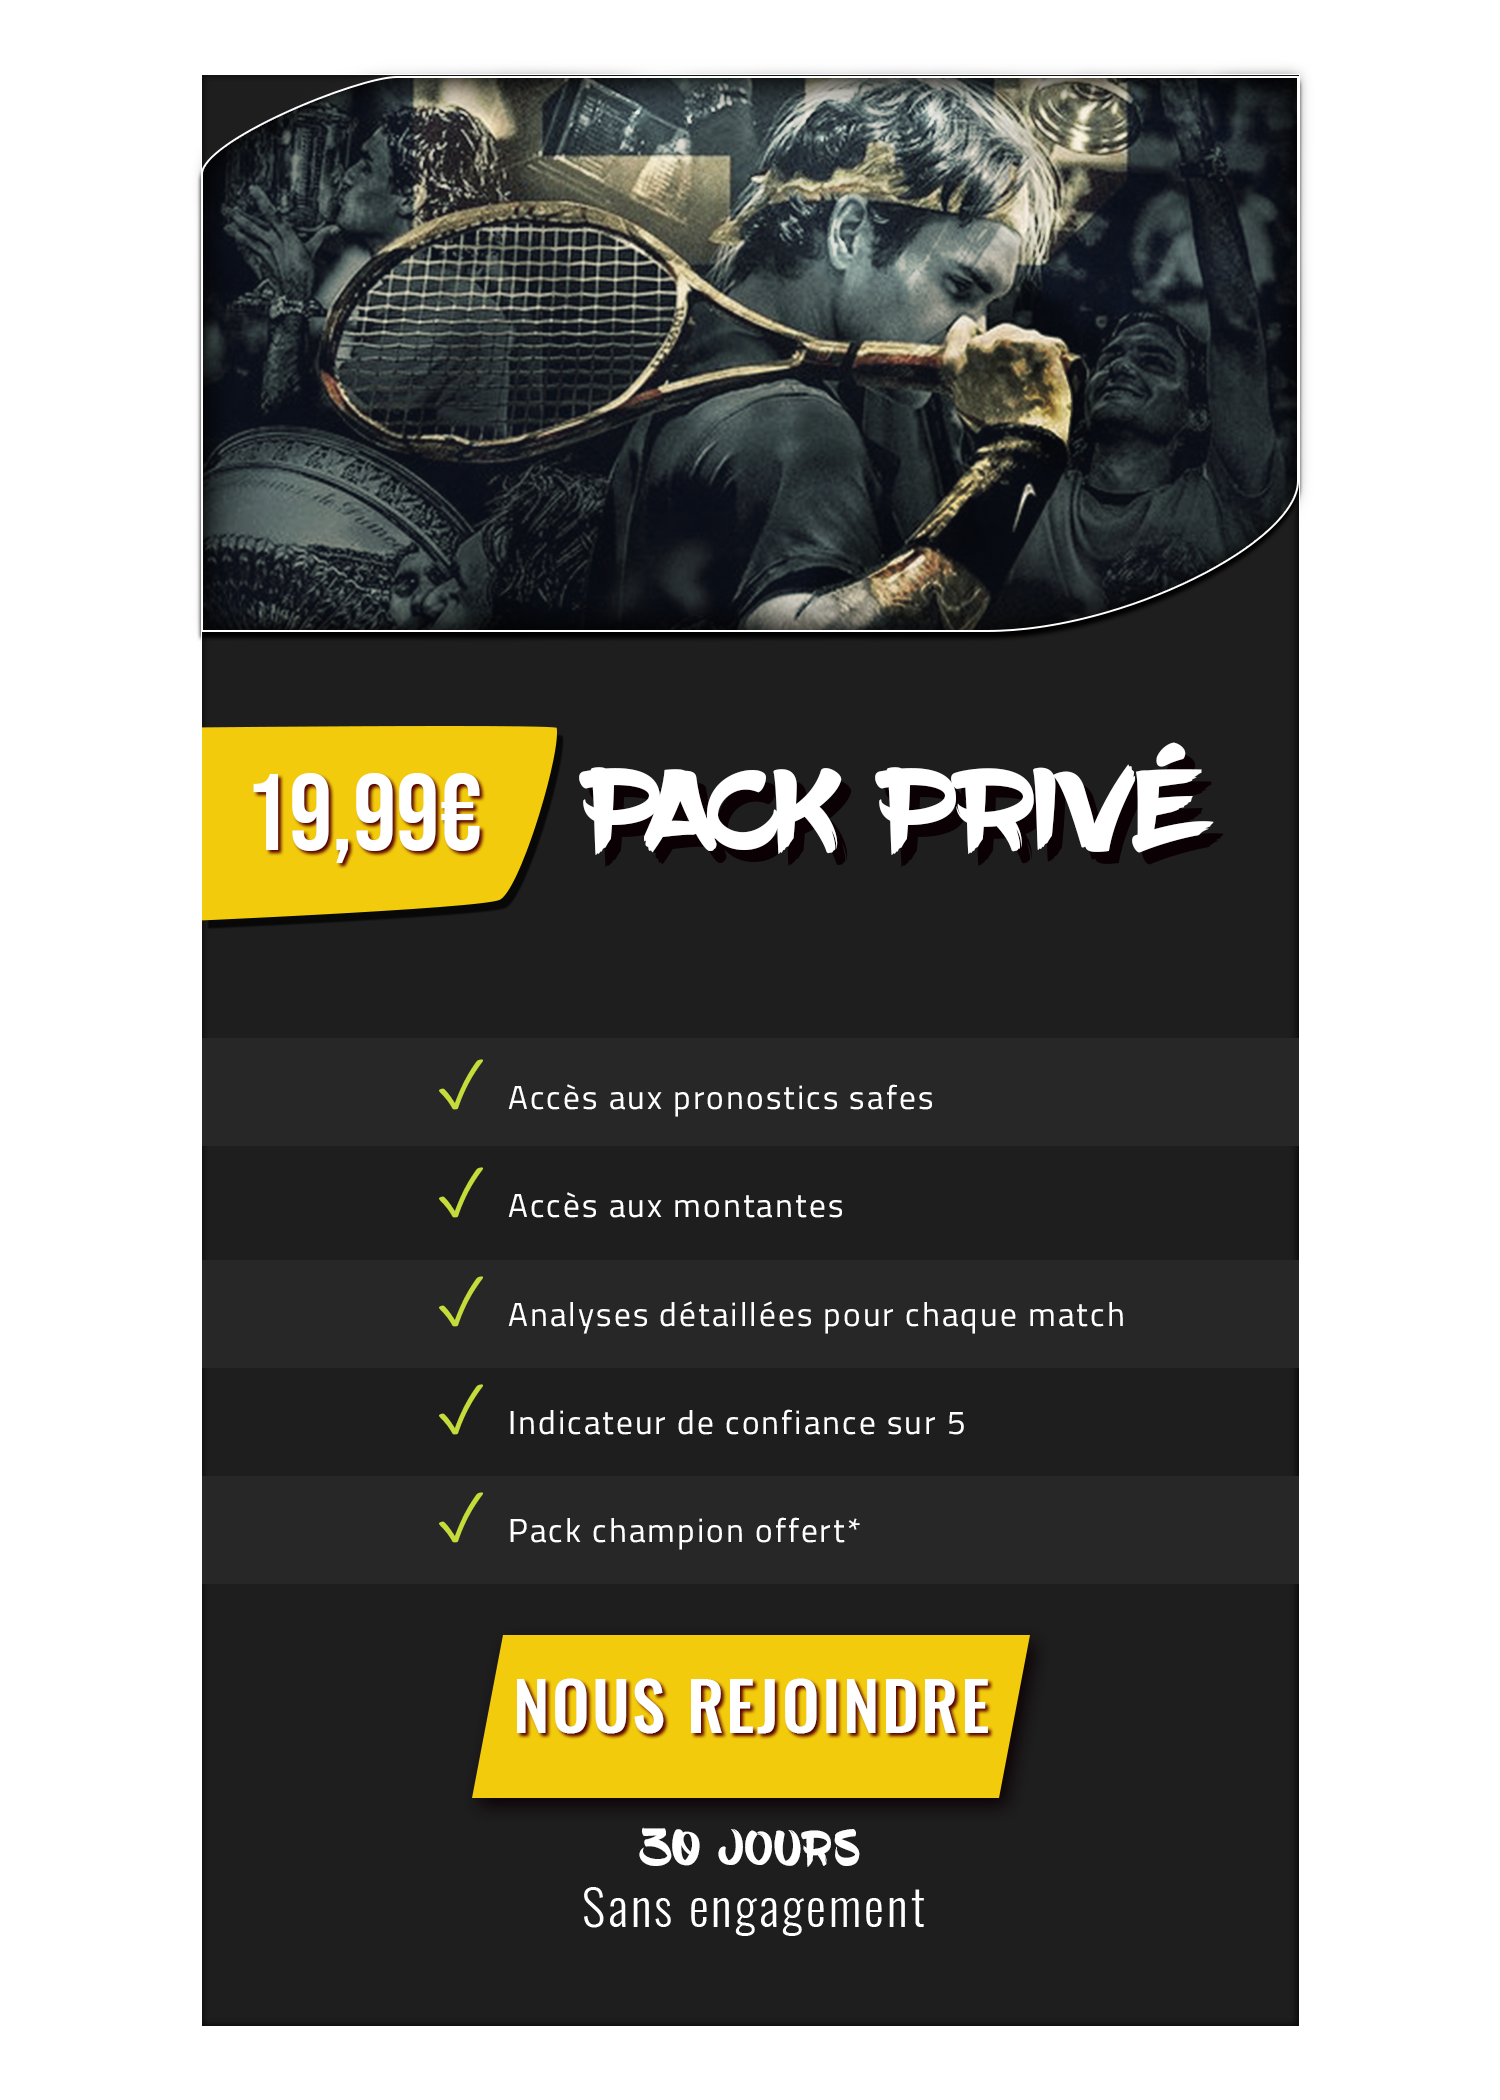 19,99€ PACK PRIVÉ
Accès aux pronostics safes
Accès aux montantes
Analyses détaillées pour chaque match
Indicateur de confiance sur 5
Pack champion offert*
NOUS REJOINDRE
30 JOURS
Sans engagement